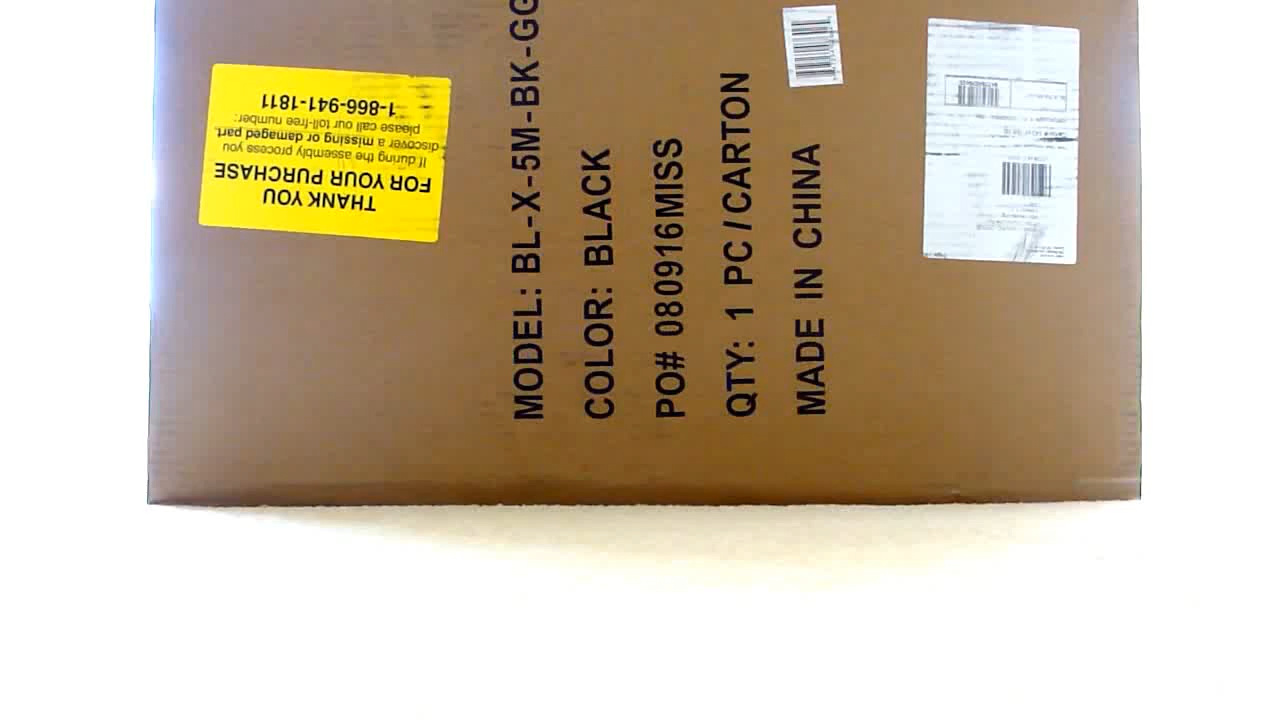 THANK YOU
FOR YOUR PURCHASE
If during the assembly process you
discover a missing or damaged part,
please call our toll-free number:
1-866-941-1811
MODEL: BL-X-5M-BK-GG
COLOR: BLACK
PO# 080916MISS
QTY: 1 PC/CARTON
MADE IN CHINA